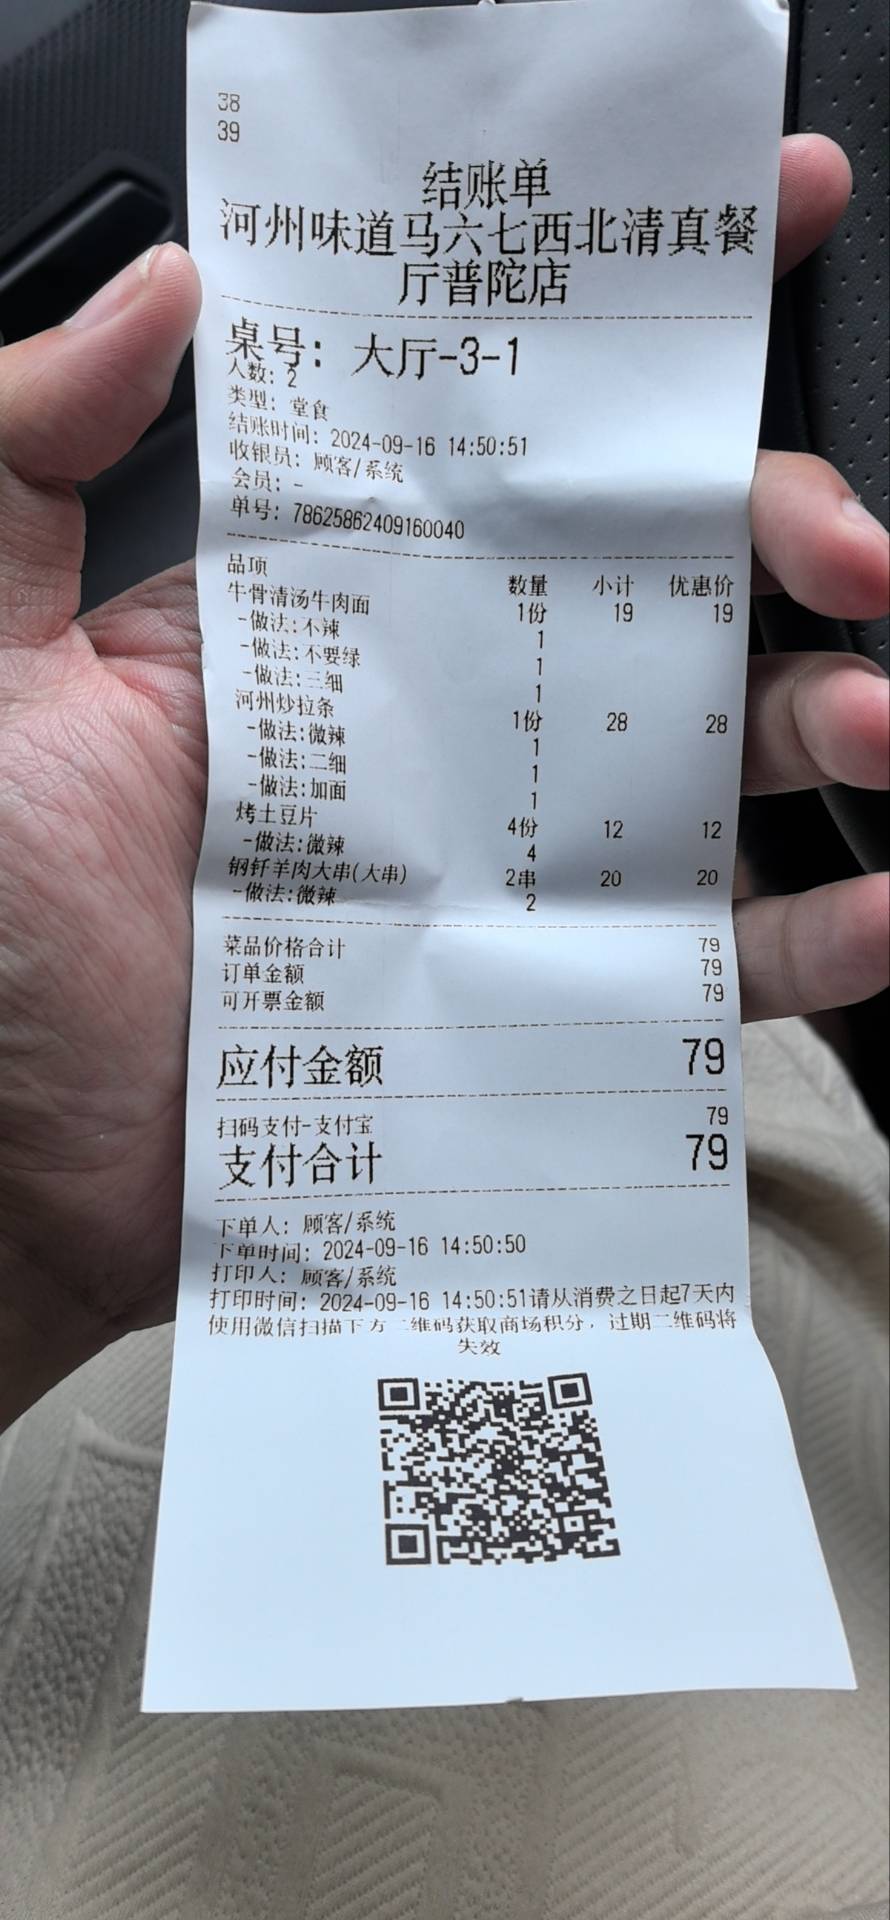 38
39
结账单
河州味道马六七西北清真餐
厅普陀店
桌号: 大厅-3-1
人数: 2
类型: 堂食
结账时间: 2024-09-16 14:50:51
收银员: 顾客/系统
会员: -
单号: 78625862409160040
品项 数量 小计 优惠价
牛骨清汤牛肉面 1份 19 19
-做法:不辣 1
-做法:不要绿 1
-做法:三细 1
河州炒拉条 1份 28 28
-做法:微辣 1
-做法:二细 1
-做法:加面 1
烤土豆片 4份 12 12
-做法:微辣 4
钢钎羊肉大串(大串) 2串 20 20
-做法:微辣 2
菜品价格合计 79
订单金额 79
可开票金额 79
应付金额 79
扫码支付-支付宝 79
支付合计 79
下单人: 顾客/系统
下单时间: 2024-09-16 14:50:50
打印人: 顾客/系统
打印时间: 2024-09-16 14:50:51请从消费之日起7天内
使用微信扫描下方二维码获取商场积分，过期二维码将
失效